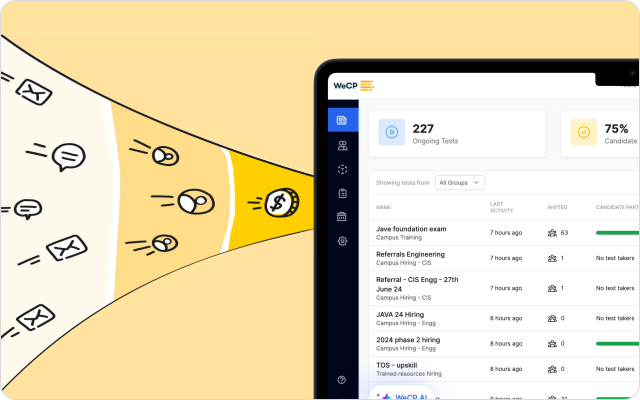 WeCP
227
Ongoing Tests
75%
Candidate
Showing tests from All Groups
NAME LAST ACTIVITY INVITED CANDIDATE PART
Jave foundation exam
Campus Training
7 hours ago 63
Referrals Engineering
Campus Hiring - CIS
7 hours ago 1 No test takers
Referral - CIS Engg - 27th
June 24
Campus Hiring - CIS
7 hours ago 1 No test takers
JAVA 24 Hiring
Campus Hiring - Engg
8 hours ago 0 No test takers
2024 phase 2 hiring
Campus Hiring - Engg
8 hours ago 0
TOS - upskill
Trained resources hiring
8 hours ago 0 No test takers
WeCP AI
$